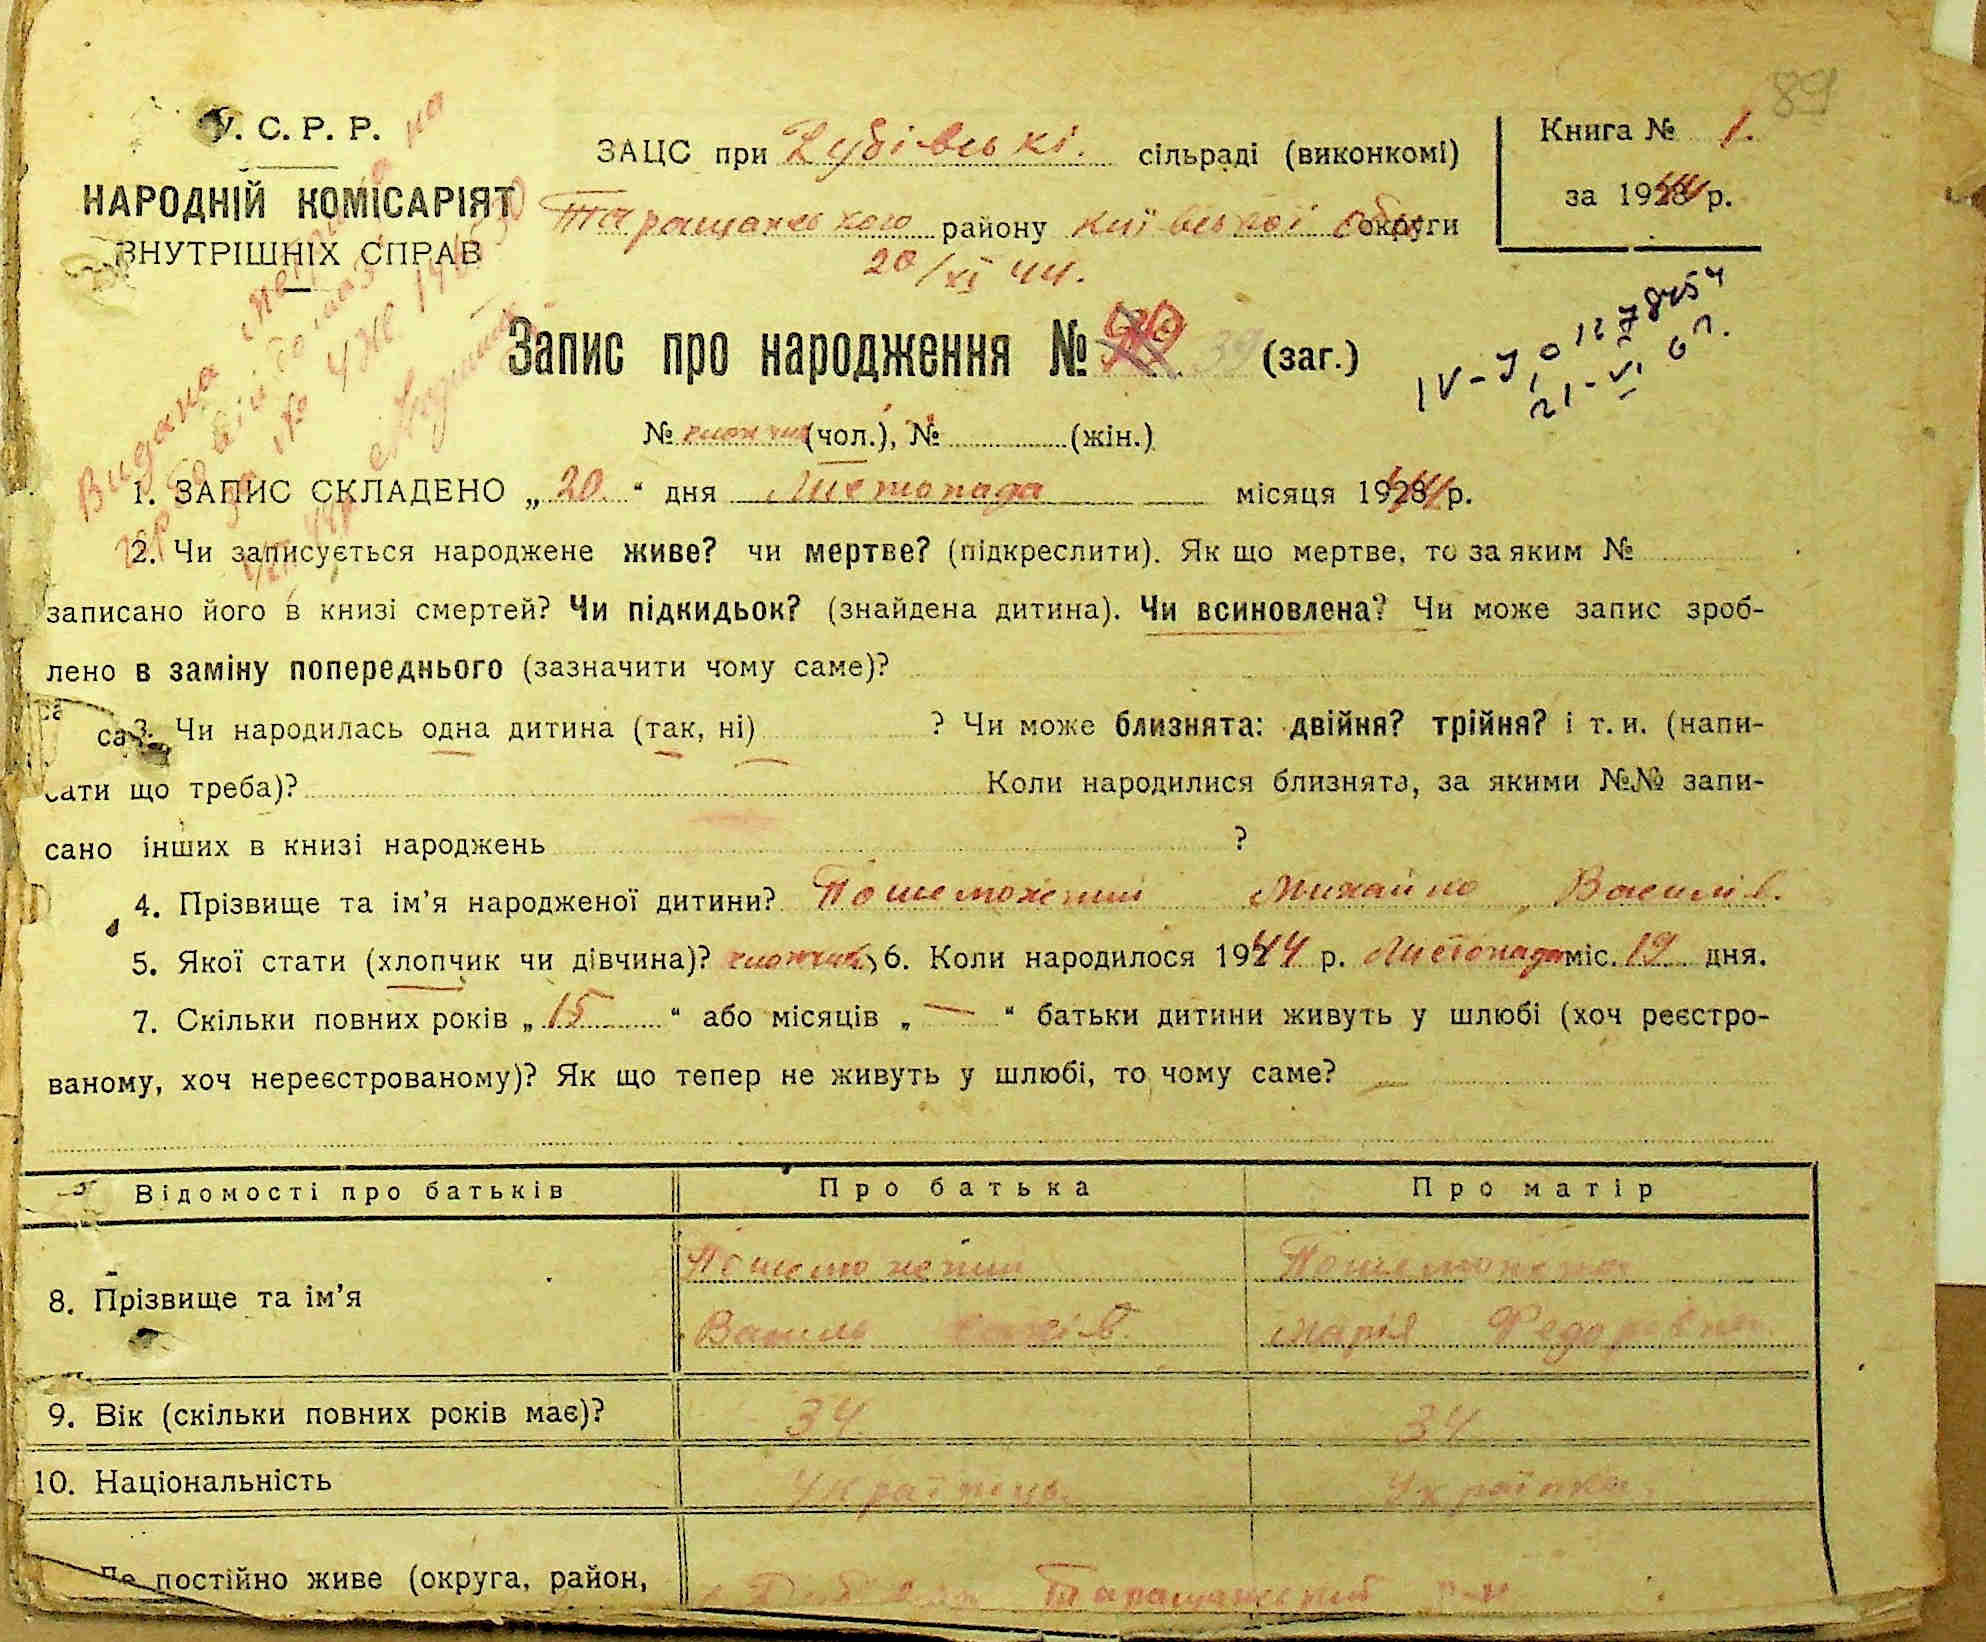 89
У. С. Р. Р.
НАРОДНІЙ КОМІСАРІЯТ
ВНУТРІШНІХ СПРАВ
ЗАЦС при сільраді (виконкомі)
Таращанського району Київської округи
20/XI 44.
Книга № 1.
за 1944 р.
Запис про народження № 39 (заг.)
№ хлопчик (чол.), № (жін.)
Видана
1. ЗАПИС СКЛАДЕНО „20“ дня Листопада місяця 1944 р.
2. Чи записується народжене живе? чи мертве? (підкреслити). Як що мертве, то за яким №
записано його в книзі смертей? Чи підкидьок? (знайдена дитина). Чи всиновлена? Чи може запис зроб-
лено в заміну попереднього (зазначити чому саме)?
3. Чи народилась одна дитина (так, ні) ? Чи може близнята: двійня? трійня? і т. и. (напи-
сати що треба)? Коли народилися близнята, за якими №№ запи-
сано інших в книзі народжень ?
4. Прізвище та ім’я народженої дитини? Михайло Василів.
5. Якої стати (хлопчик чи дівчина)? хлопчик 6. Коли народилося 1944 р. Листопада міс. 19 дня.
7. Скільки повних років „15“ або місяців „—“ батьки дитини живуть у шлюбі (хоч реєстро-
ваному, хоч нереєстрованому)? Як що тепер не живуть у шлюбі, то чому саме? —
Відомості про батьків Про батька Про матір
8. Прізвище та ім’я
Василь Марія Федорівна
9. Вік (скільки повних років має)? 34 34
10. Національність Українець. Українка.
Де постійно живе (округа, район, Таращанський р-н